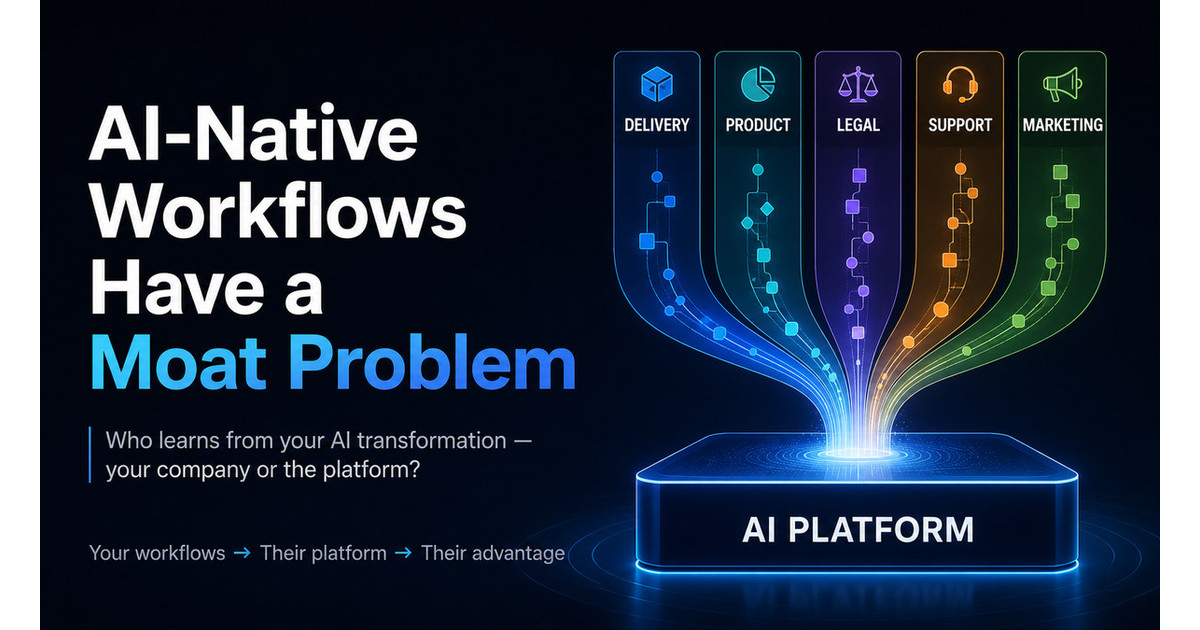 AI-Native
Workflows
Have a
Moat Problem
Who learns from your AI transformation —
your company or the platform?
Your workflows → Their platform → Their advantage
DELIVERY
PRODUCT
LEGAL
SUPPORT
MARKETING
AI PLATFORM